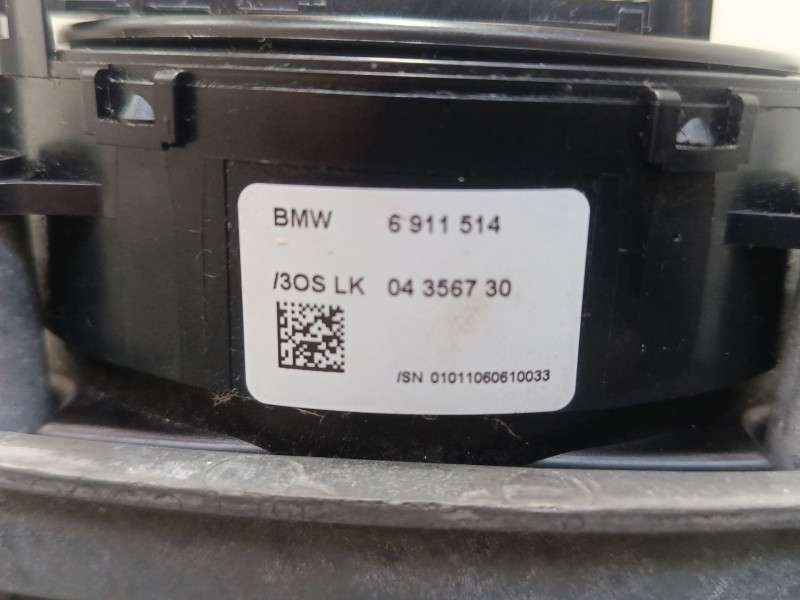 BMW 6 911 514
/3OS LK 04 3567 30
/SN 01011060610033